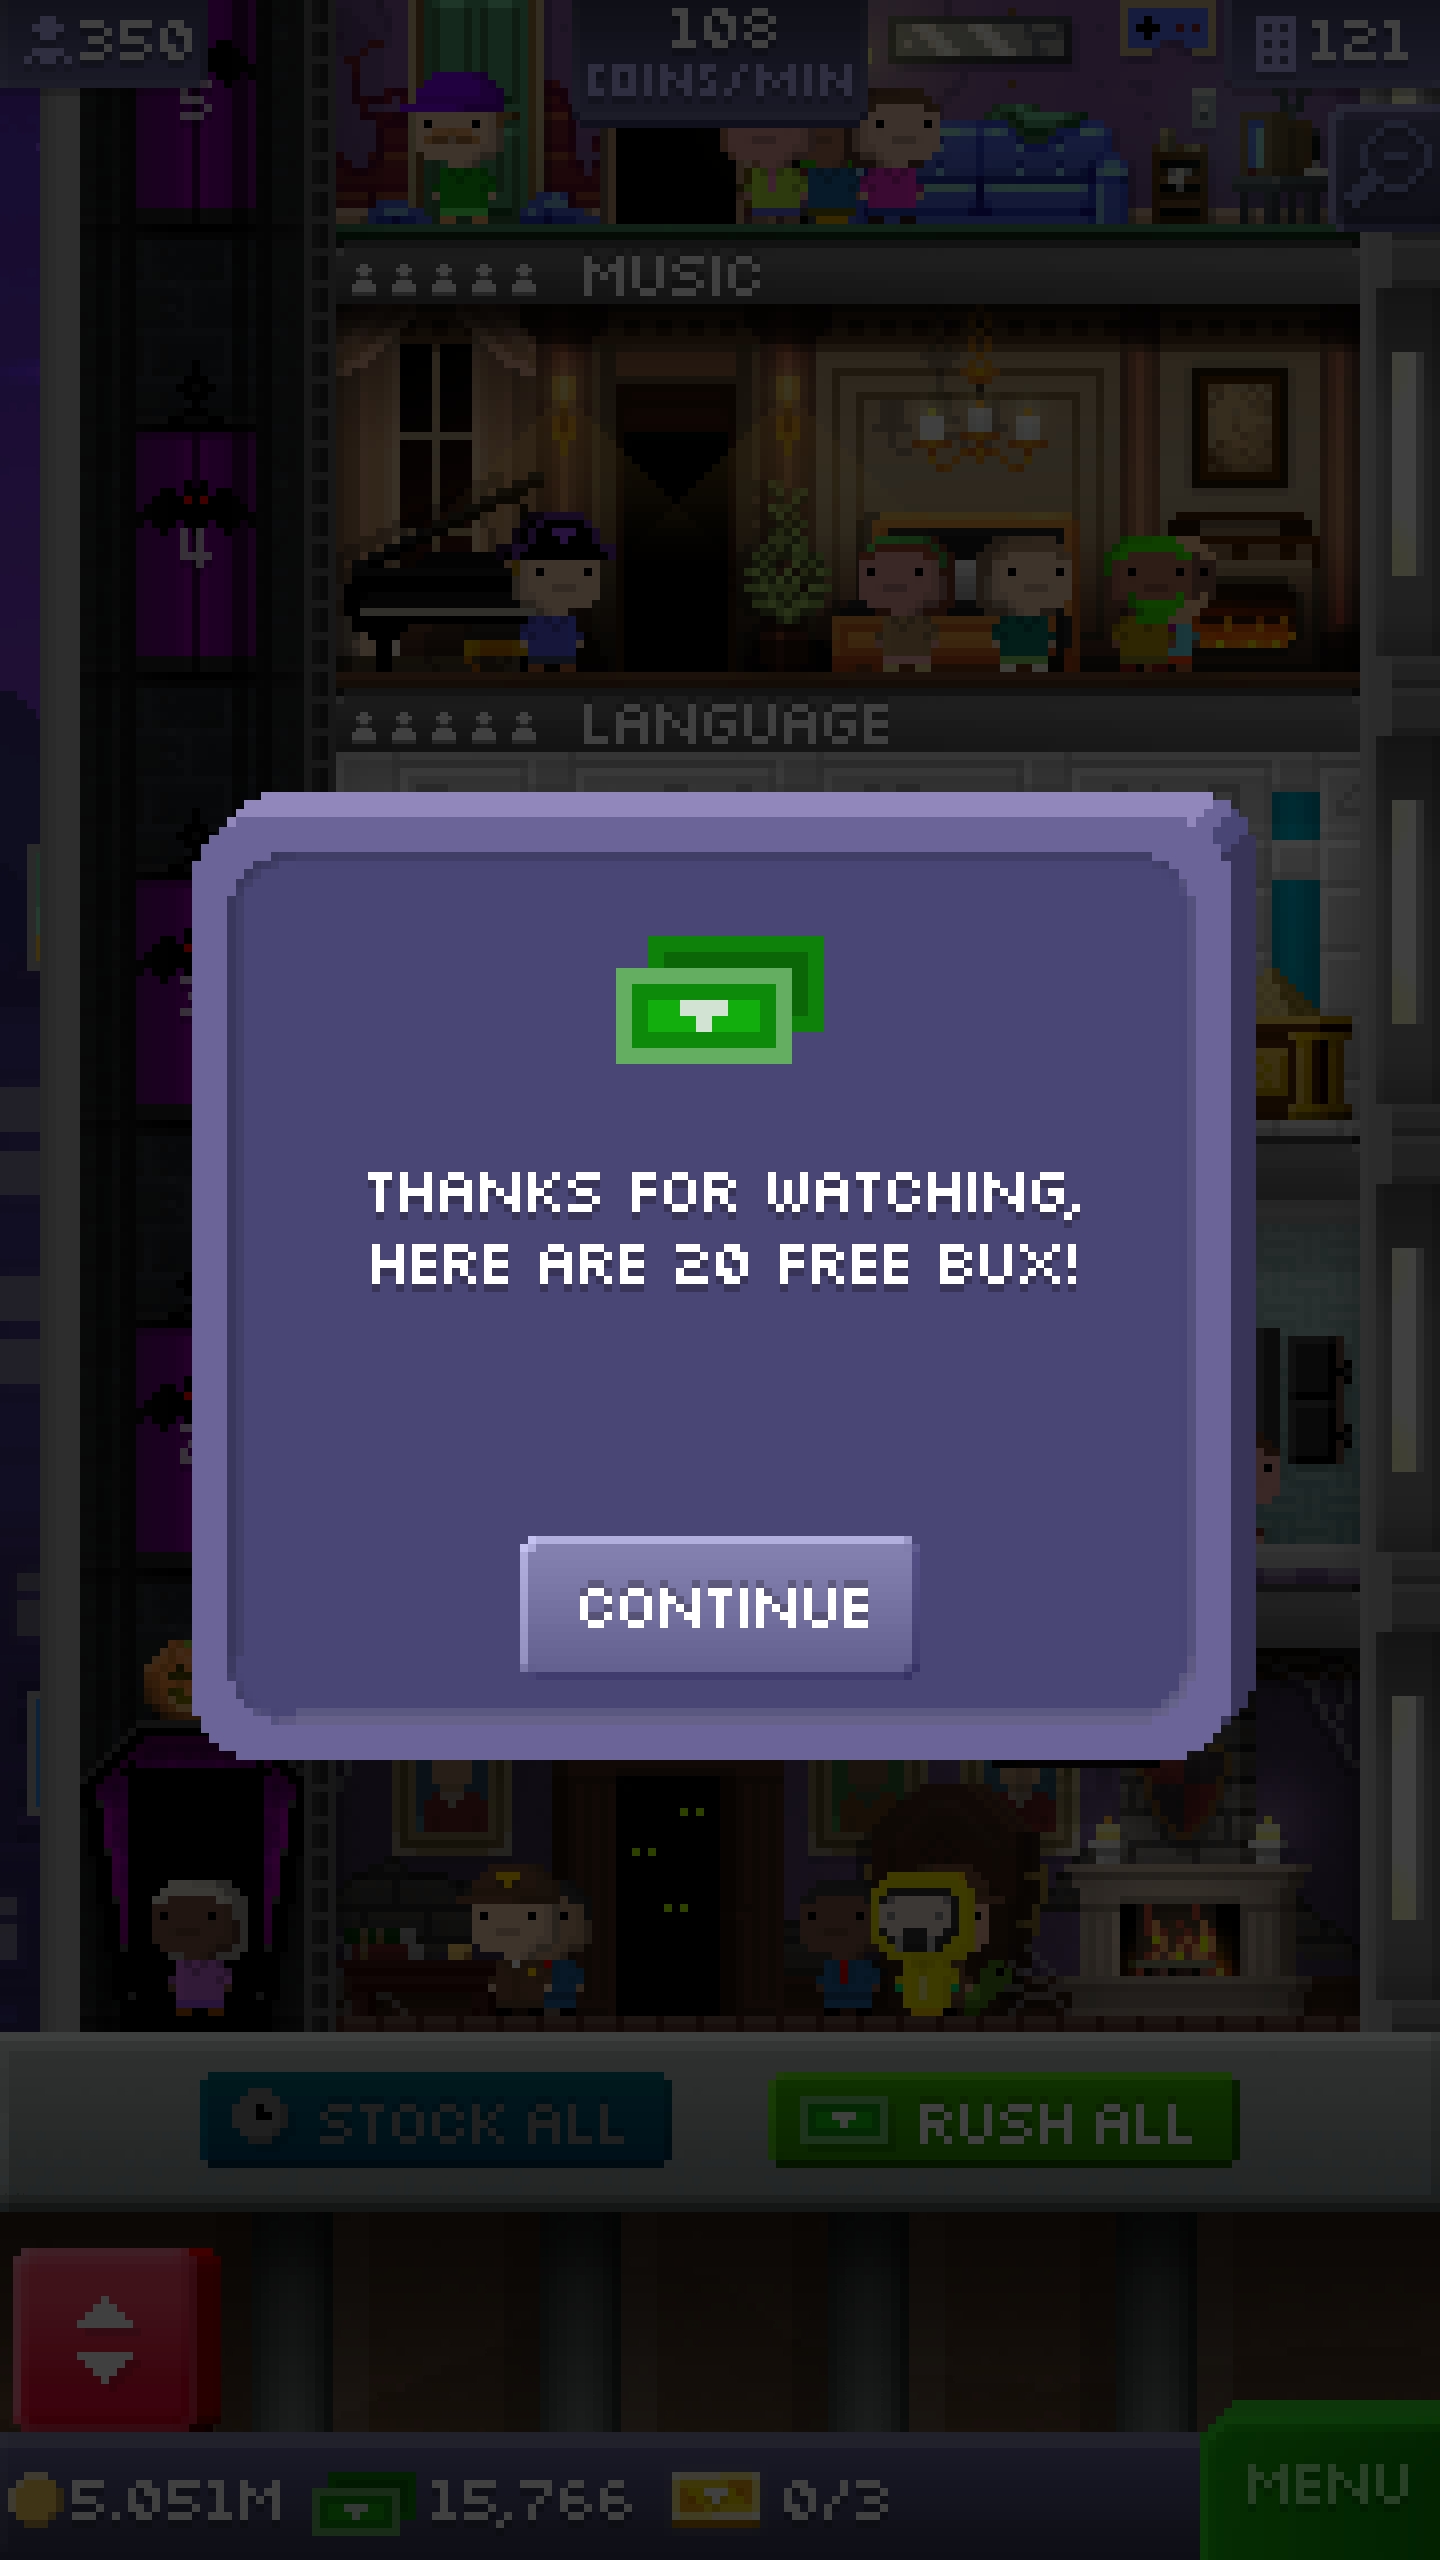 350
108
COINS/MIN
121
5
MUSIC
4
LANGUAGE
THANKS FOR WATCHING,
HERE ARE 20 FREE BUX!
CONTINUE
STOCK ALL
RUSH ALL
5.051M
15,766
0/3
MENU